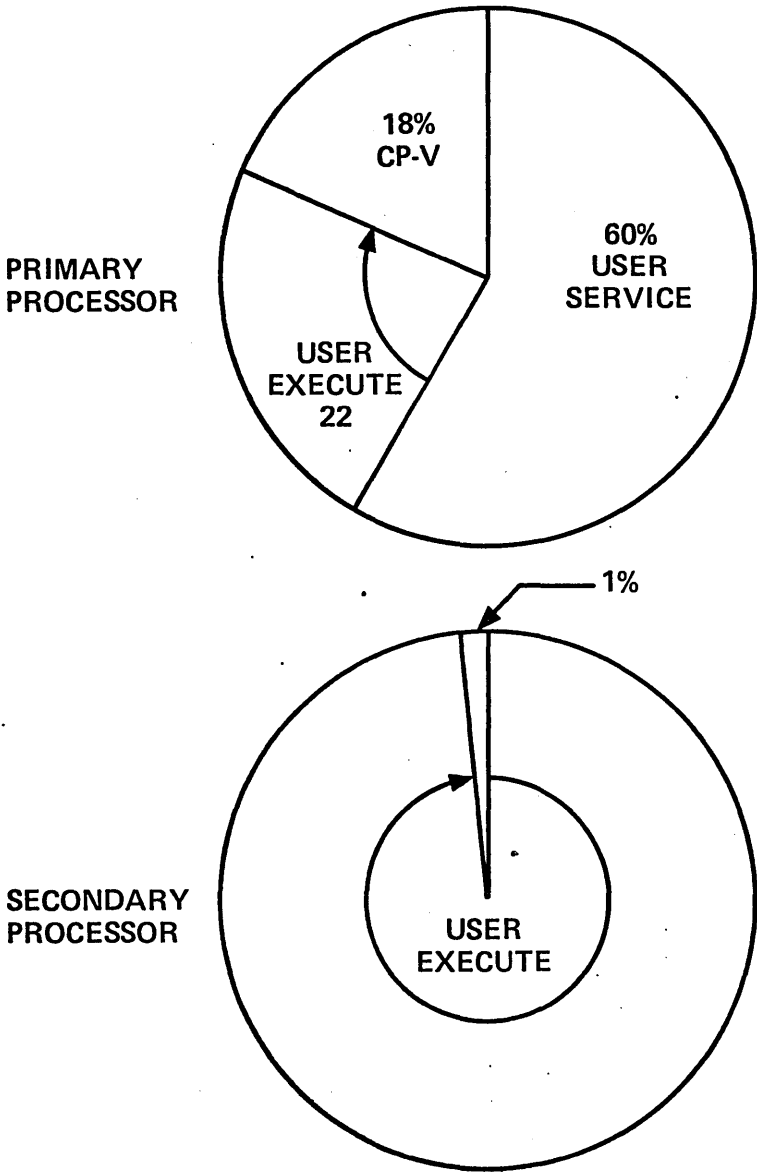 18%
CP-V
60%
USER
SERVICE
PRIMARY
PROCESSOR
USER
EXECUTE
22
1%
SECONDARY
PROCESSOR
USER
EXECUTE